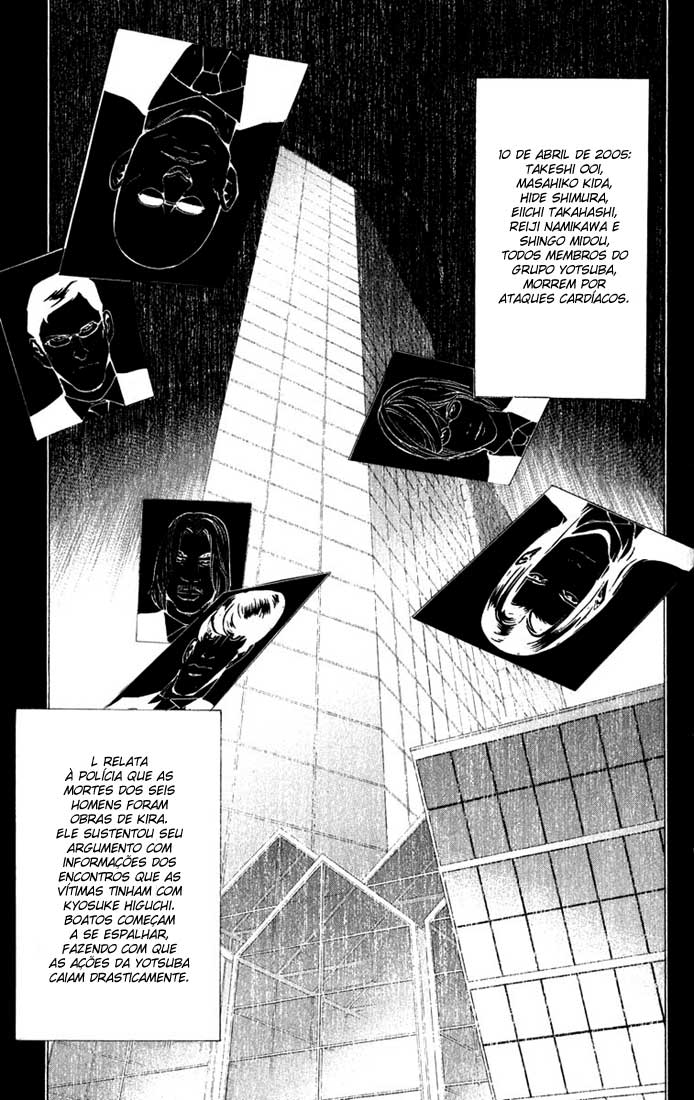 10 DE ABRIL DE 2005:
TAKESHI OOI,
MASAHIKO KIDA,
HIDE SHIMURA,
EIICHI TAKAHASHI,
REIJI NAMIKAWA E
SHINGO MIDOU,
TODOS MEMBROS DO
GRUPO YOTSUBA,
MORREM POR
ATAQUES CARDÍACOS.
L RELATA
À POLÍCIA QUE AS
MORTES DOS SEIS
HOMENS FORAM
OBRAS DE KIRA.
ELE SUSTENTOU SEU
ARGUMENTO COM
INFORMAÇÕES DOS
ENCONTROS QUE AS
VÍTIMAS TINHAM COM
KYOSUKE HIGUCHI.
BOATOS COMEÇAM
A SE ESPALHAR,
FAZENDO COM QUE
AS AÇÕES DA YOTSUBA
CAIAM DRASTICAMENTE.